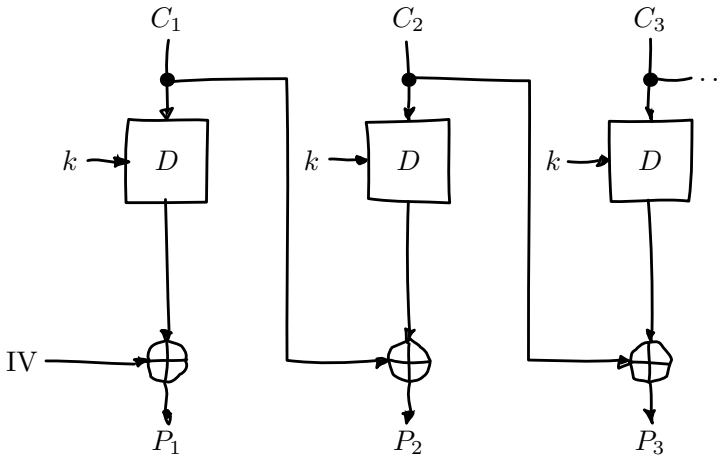 C₁ C₂ C₃
. .
k D k D k D
IV
P₁ P₂ P₃